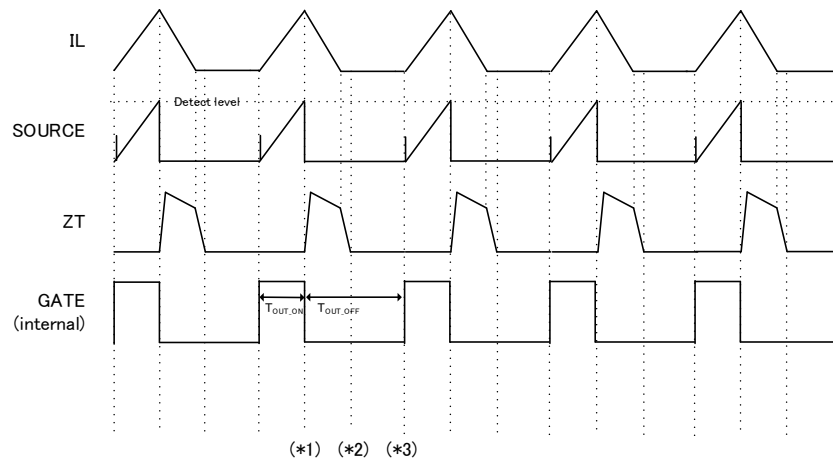 IL
Detect level
SOURCE
ZT
GATE
(internal)
TOUT_ON
TOUT_OFF
(*1) (*2) (*3)